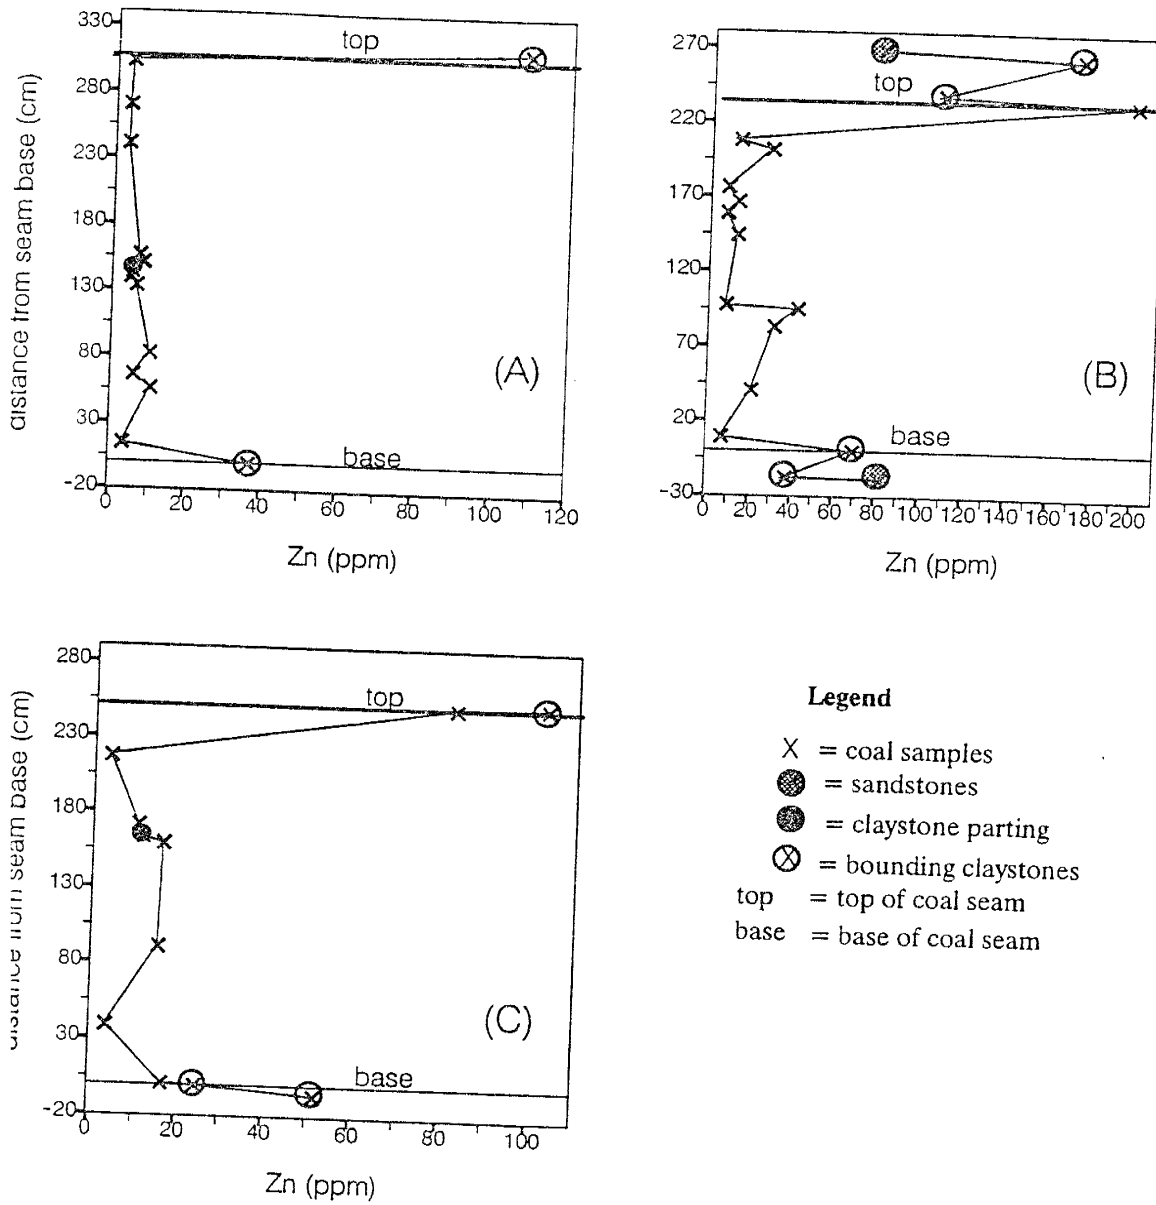 330
280
230
180
130
80
30
-20
distance from seam base (cm)
top
(A)
base
0 20 40 60 80 100 120
Zn (ppm)
270
220
170
120
70
20
-30
top
(B)
base
0 20 40 60 80 100 120 140 160 180 200
Zn (ppm)
280
230
180
130
80
30
-20
distance from seam base (cm)
top
(C)
base
0 20 40 60 80 100
Zn (ppm)
Legend
X = coal samples
= sandstones
= claystone parting
= bounding claystones
top = top of coal seam
base = base of coal seam